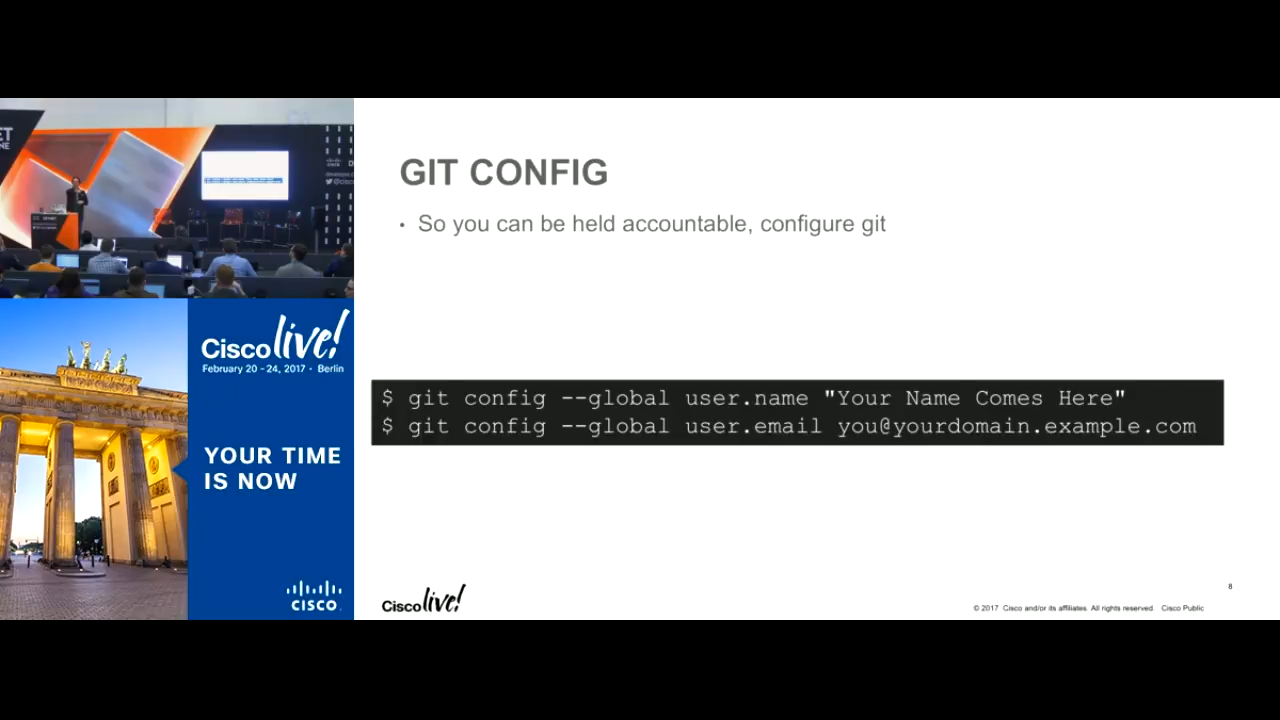 GIT CONFIG
• So you can be held accountable, configure git
$ git config --global user.name "Your Name Comes Here"
$ git config --global user.email you@yourdomain.example.com
Cisco live!
February 20 - 24, 2017 • Berlin
YOUR TIME
IS NOW
CISCO
Cisco live!
8
© 2017 Cisco and/or its affiliates. All rights reserved. Cisco Public